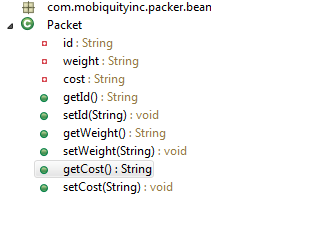 com.mobiquityinc.packer.bean
Packet
id : String
weight : String
cost : String
getId() : String
setId(String) : void
getWeight() : String
setWeight(String) : void
getCost() : String
setCost(String) : void